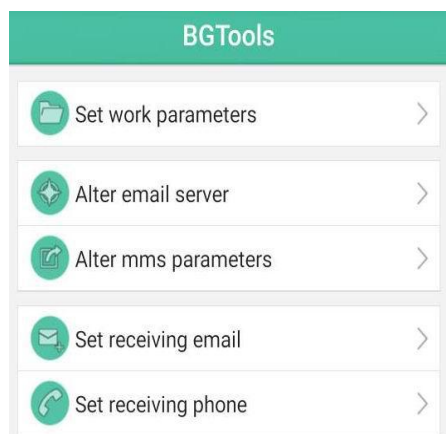 BGTools
Set work parameters
Alter email server
Alter mms parameters
Set receiving email
Set receiving phone